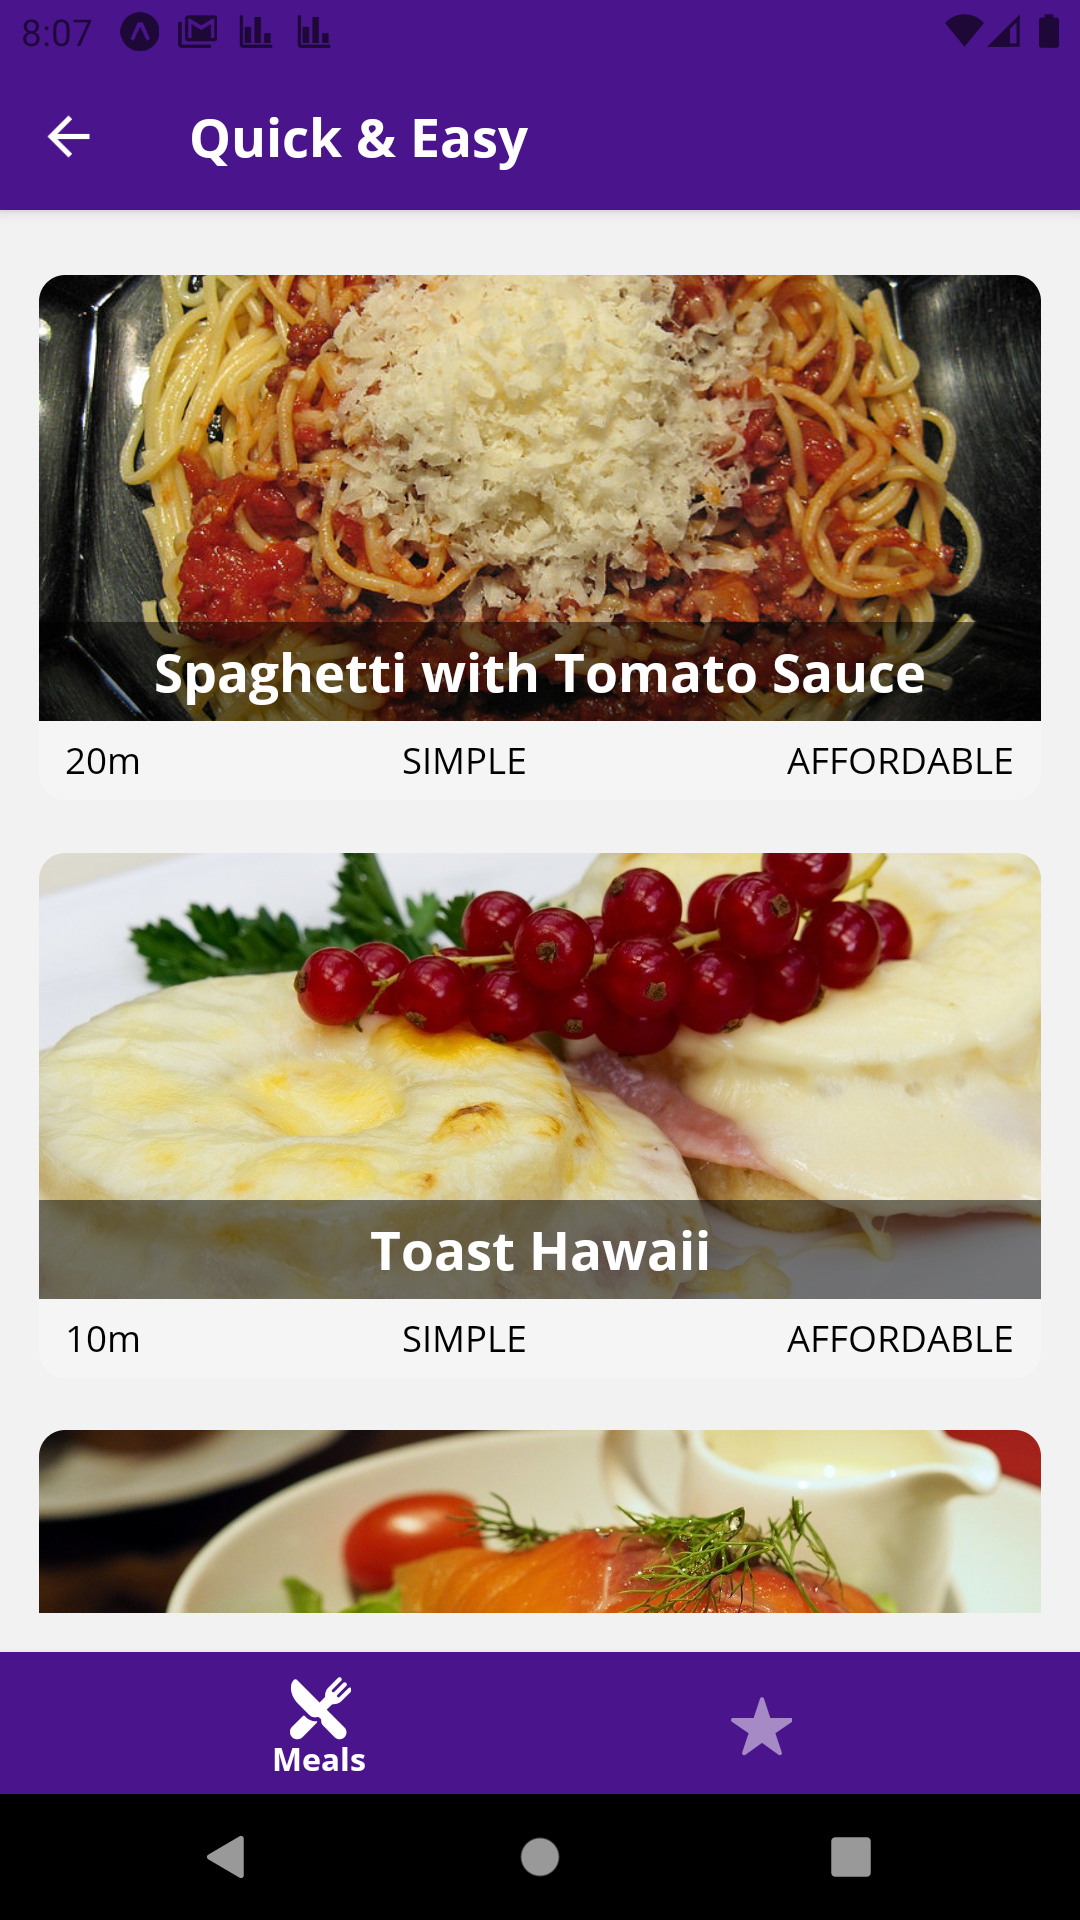 8:07
Quick & Easy
Spaghetti with Tomato Sauce
20m SIMPLE AFFORDABLE
Toast Hawaii
10m SIMPLE AFFORDABLE
Meals